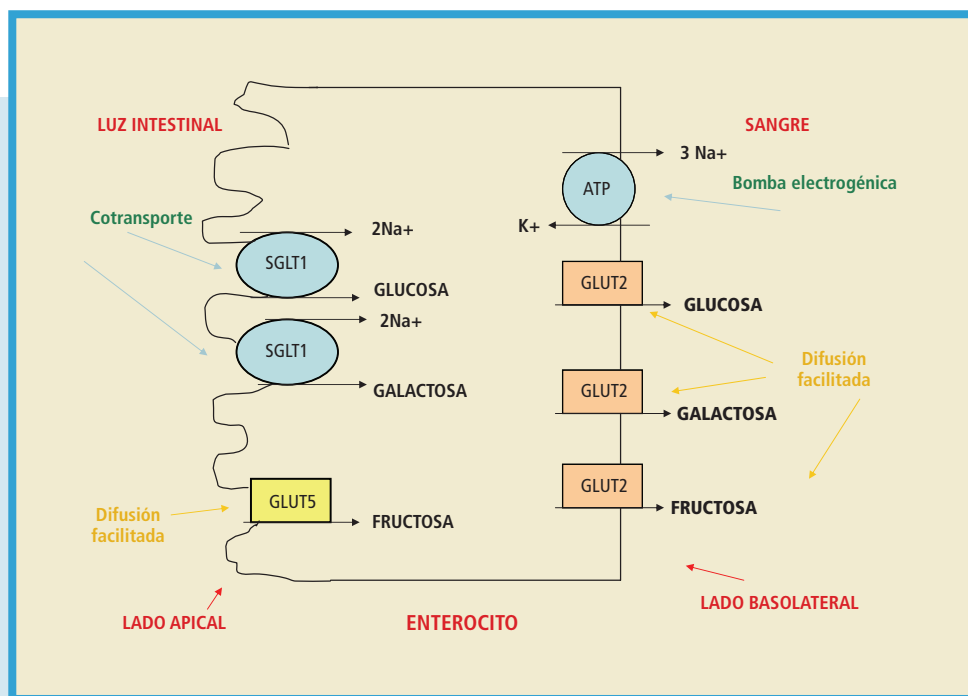 LUZ INTESTINAL
SANGRE
3 Na+
ATP
Bomba electrogénica
K+
Cotransporte
2Na+
SGLT1
GLUCOSA
2Na+
SGLT1
GALACTOSA
GLUT2
GLUCOSA
Difusión
facilitada
GLUT2
GALACTOSA
GLUT5
FRUCTOSA
Difusión
facilitada
GLUT2
FRUCTOSA
LADO APICAL
ENTEROCITO
LADO BASOLATERAL